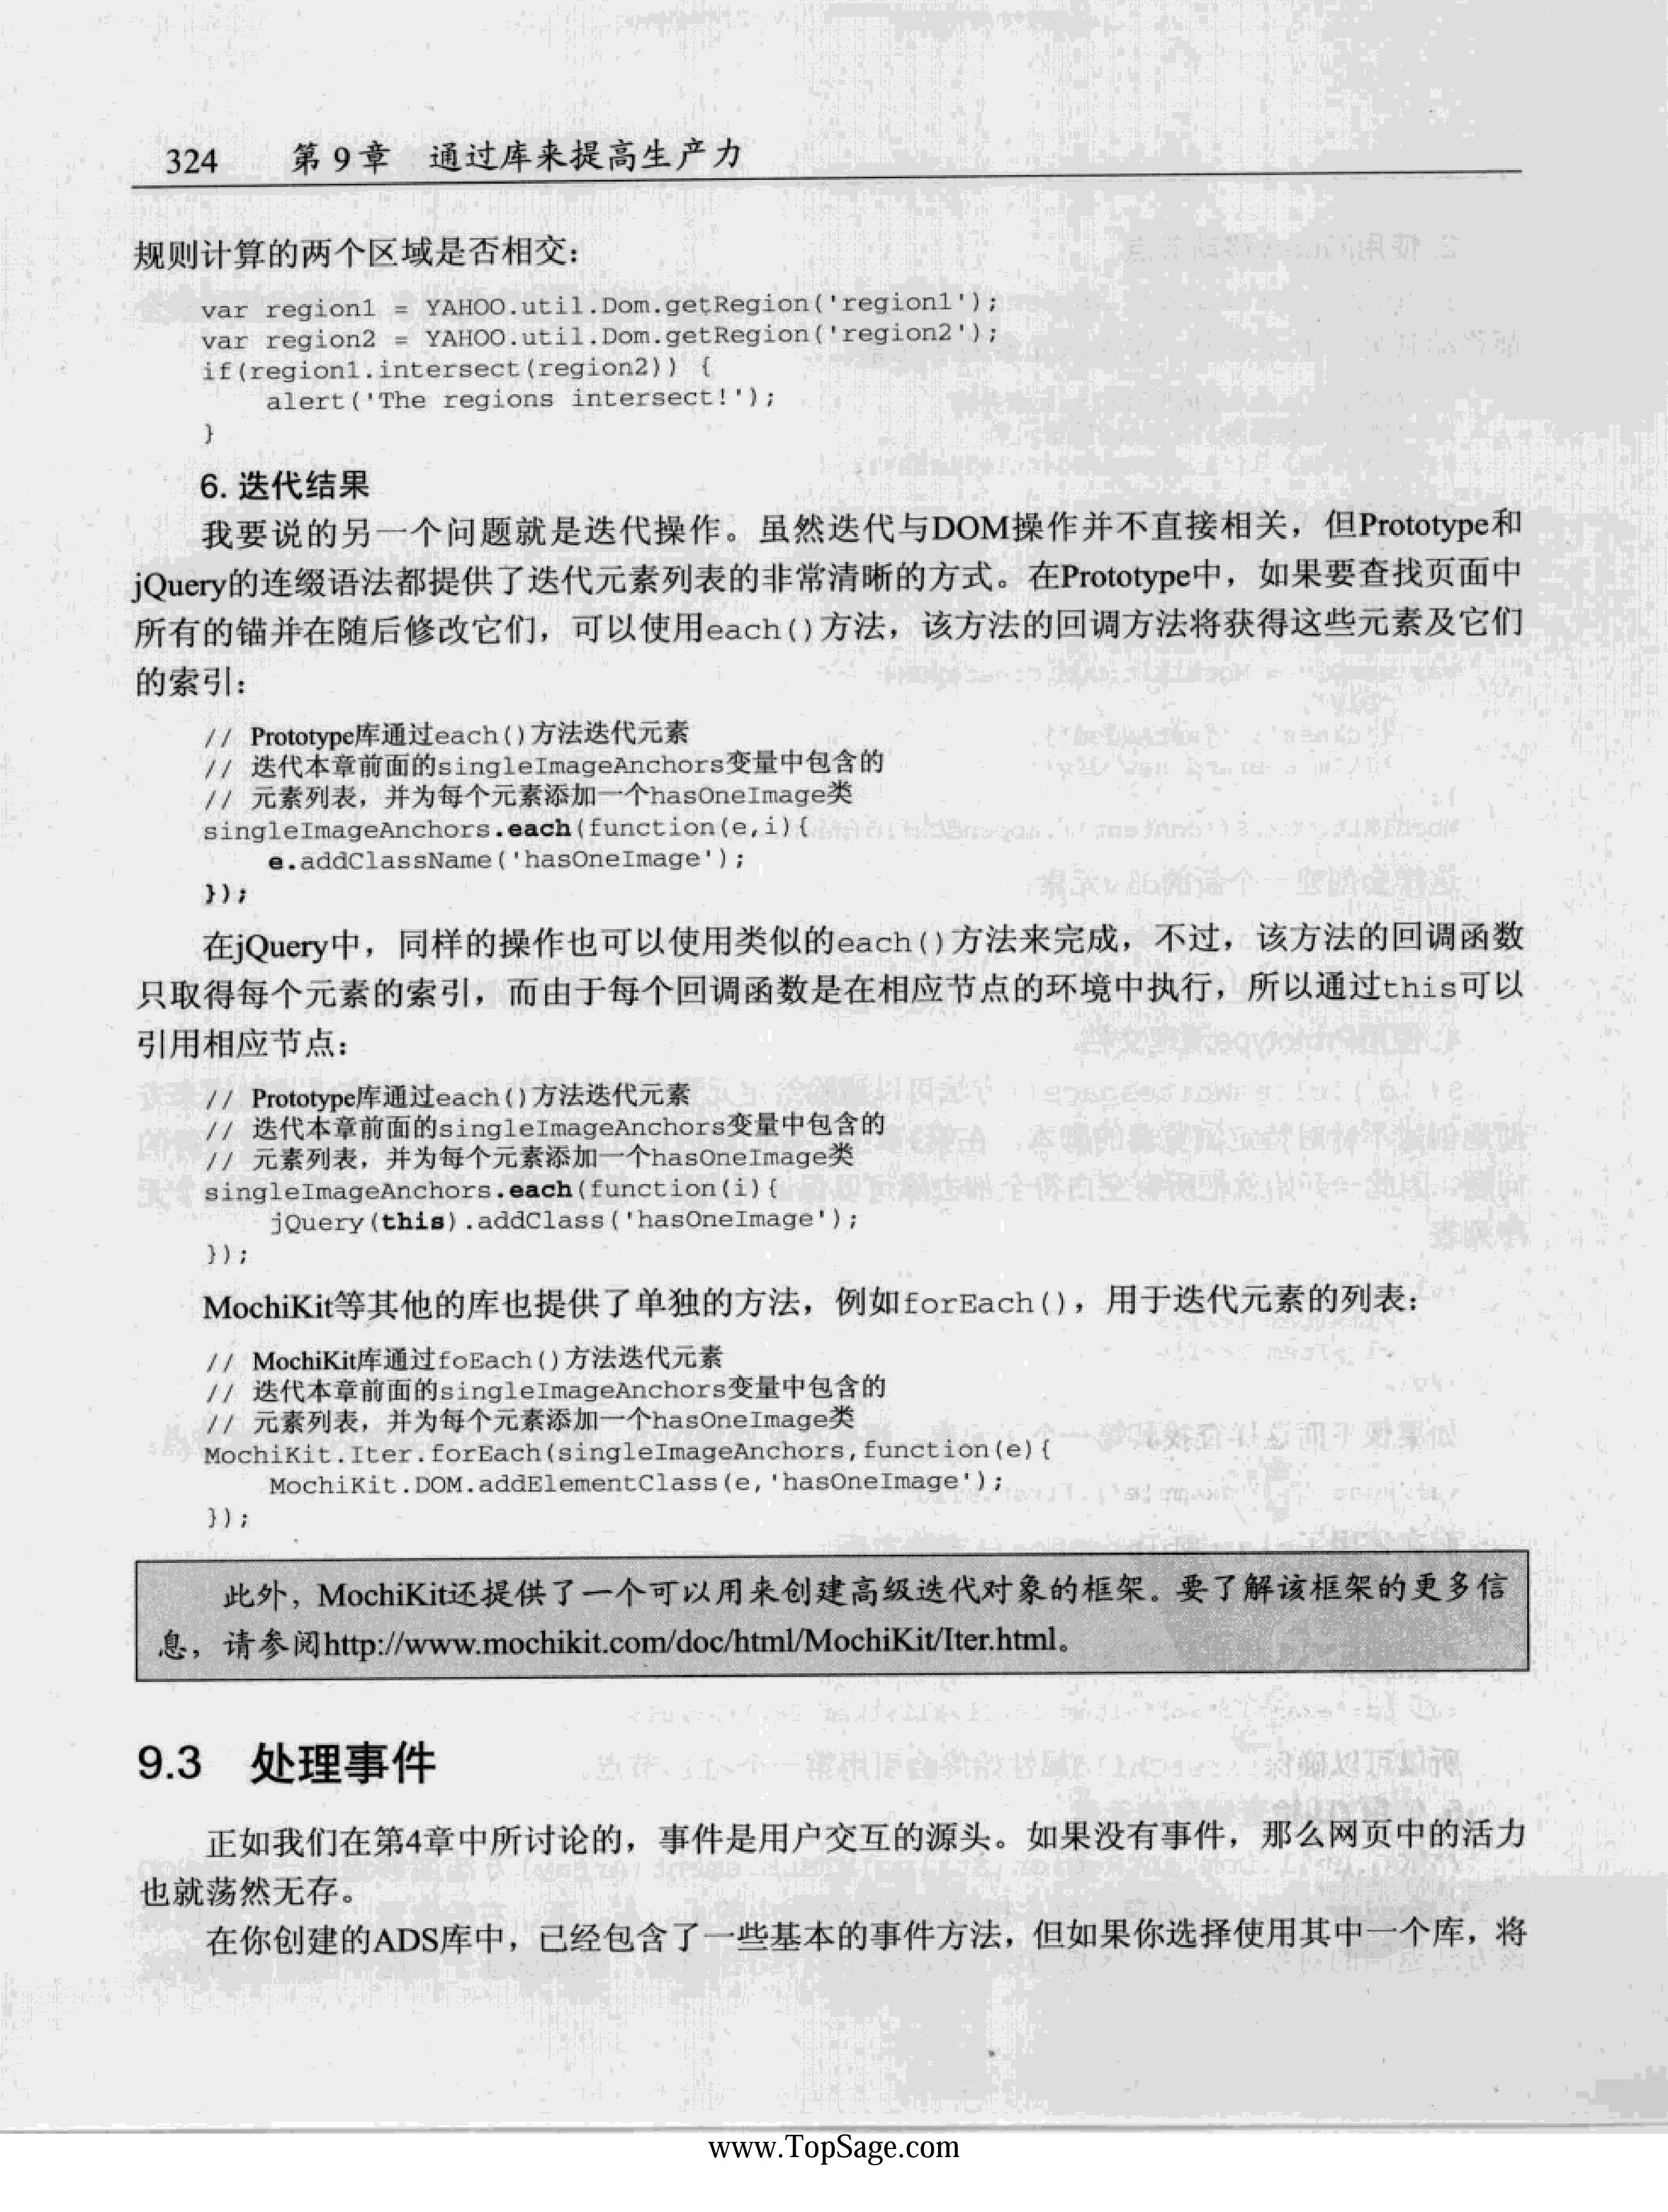 324 第 9 章 通过库来提高生产力
规则计算的两个区域是否相交：
var region1 = YAHOO.util.Dom.getRegion('region1');
var region2 = YAHOO.util.Dom.getRegion('region2');
if(region1.intersect(region2)) {
    alert('The regions intersect!');
}
6. 迭代结果
我要说的另一个问题就是迭代操作。虽然迭代与DOM操作并不直接相关，但Prototype和
jQuery的连缀语法都提供了迭代元素列表的非常清晰的方式。在Prototype中，如果要查找页面中
所有的锚并在随后修改它们，可以使用each()方法，该方法的回调方法将获得这些元素及它们
的索引：
// Prototype库通过each()方法迭代元素
// 迭代本章前面的singleImageAnchors变量中包含的
// 元素列表，并为每个元素添加一个hasOneImage类
singleImageAnchors.each(function(e,i){
    e.addClassName('hasOneImage');
});
在jQuery中，同样的操作也可以使用类似的each()方法来完成，不过，该方法的回调函数
只取得每个元素的索引，而由于每个回调函数是在相应节点的环境中执行，所以通过this可以
引用相应节点：
// Prototype库通过each()方法迭代元素
// 迭代本章前面的singleImageAnchors变量中包含的
// 元素列表，并为每个元素添加一个hasOneImage类
singleImageAnchors.each(function(i){
    jQuery(this).addClass('hasOneImage');
});
MochiKit等其他的库也提供了单独的方法，例如forEach()，用于迭代元素的列表：
// MochiKit库通过foEach()方法迭代元素
// 迭代本章前面的singleImageAnchors变量中包含的
// 元素列表，并为每个元素添加一个hasOneImage类
MochiKit.Iter.forEach(singleImageAnchors,function(e){
    MochiKit.DOM.addElementClass(e,'hasOneImage');
});
此外，MochiKit还提供了一个可以用来创建高级迭代对象的框架。要了解该框架的更多信
息，请参阅http://www.mochikit.com/doc/html/MochiKit/Iter.html。
9.3 处理事件
正如我们在第4章中所讨论的，事件是用户交互的源头。如果没有事件，那么网页中的活力
也就荡然无存。
在你创建的ADS库中，已经包含了一些基本的事件方法，但如果你选择使用其中一个库，将
www.TopSage.com